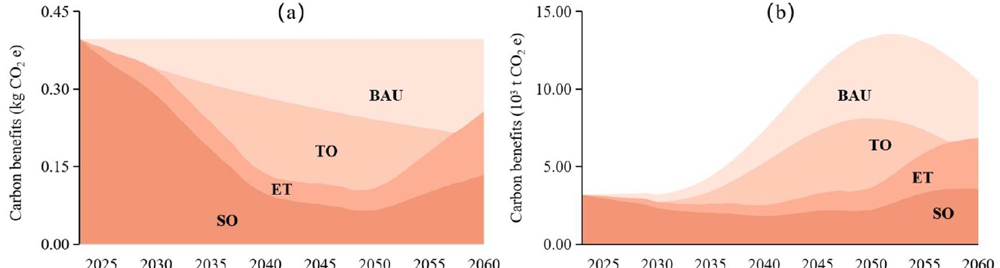 (a)
Carbon benefits (kg CO₂ e)
0.45
0.30
0.15
0.00
BAU
TO
ET
SO
2025 2030 2035 2040 2045 2050 2055 2060
(b)
Carbon benefits (10³ t CO₂ e)
15.00
10.00
5.00
0.00
BAU
TO
ET
SO
2025 2030 2035 2040 2045 2050 2055 2060